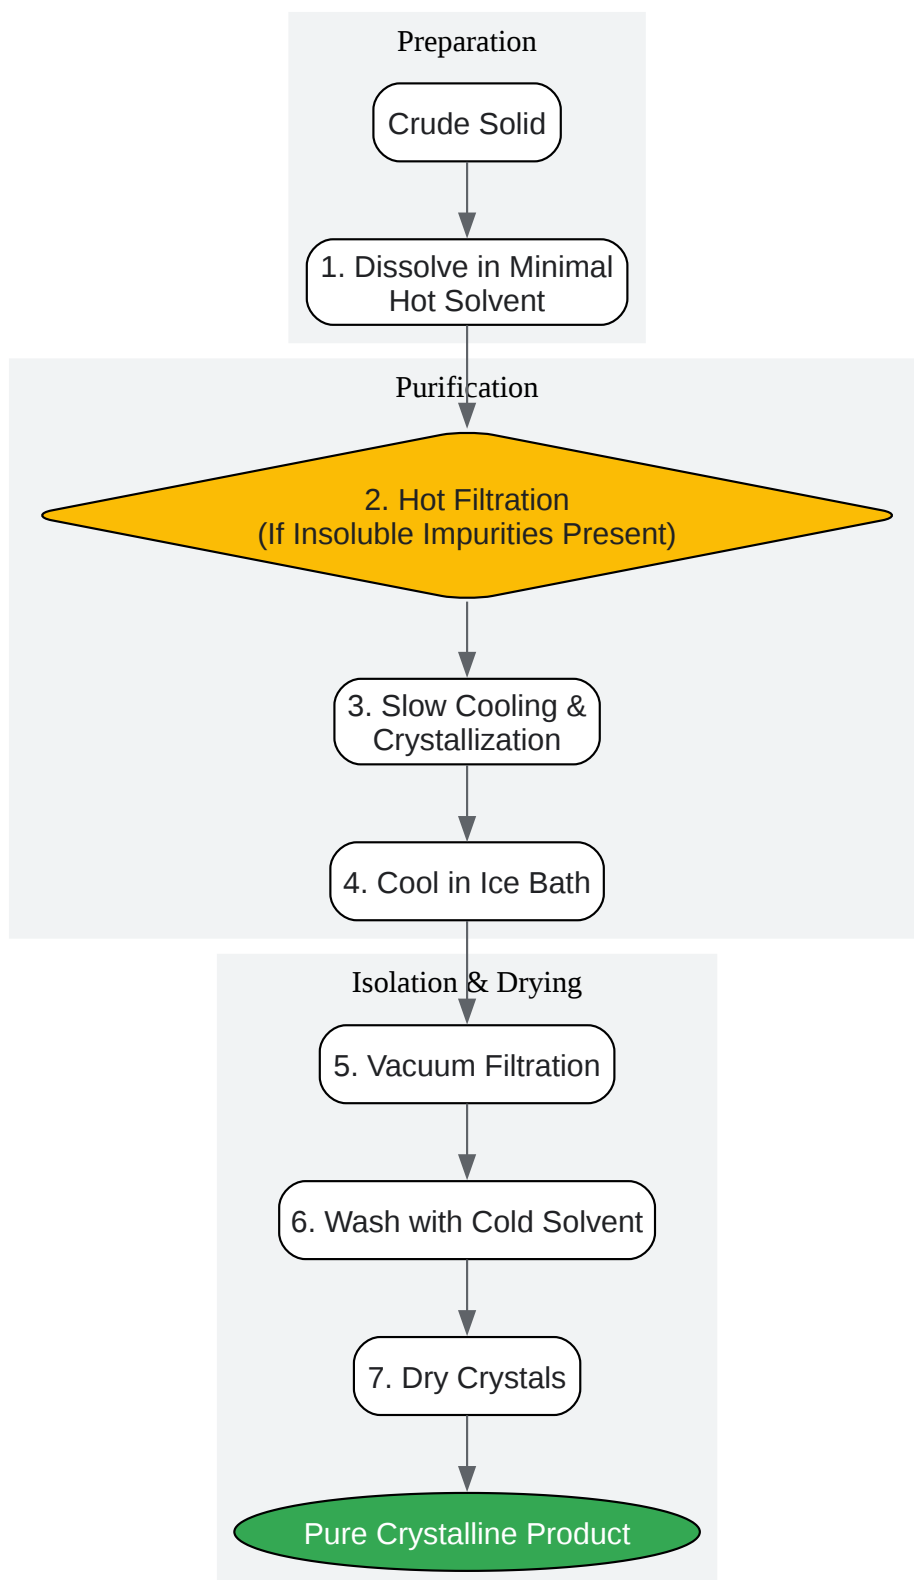 Preparation
Crude Solid
1. Dissolve in Minimal
Hot Solvent
Purification
2. Hot Filtration
(If Insoluble Impurities Present)
3. Slow Cooling &
Crystallization
4. Cool in Ice Bath
Isolation & Drying
5. Vacuum Filtration
6. Wash with Cold Solvent
7. Dry Crystals
Pure Crystalline Product